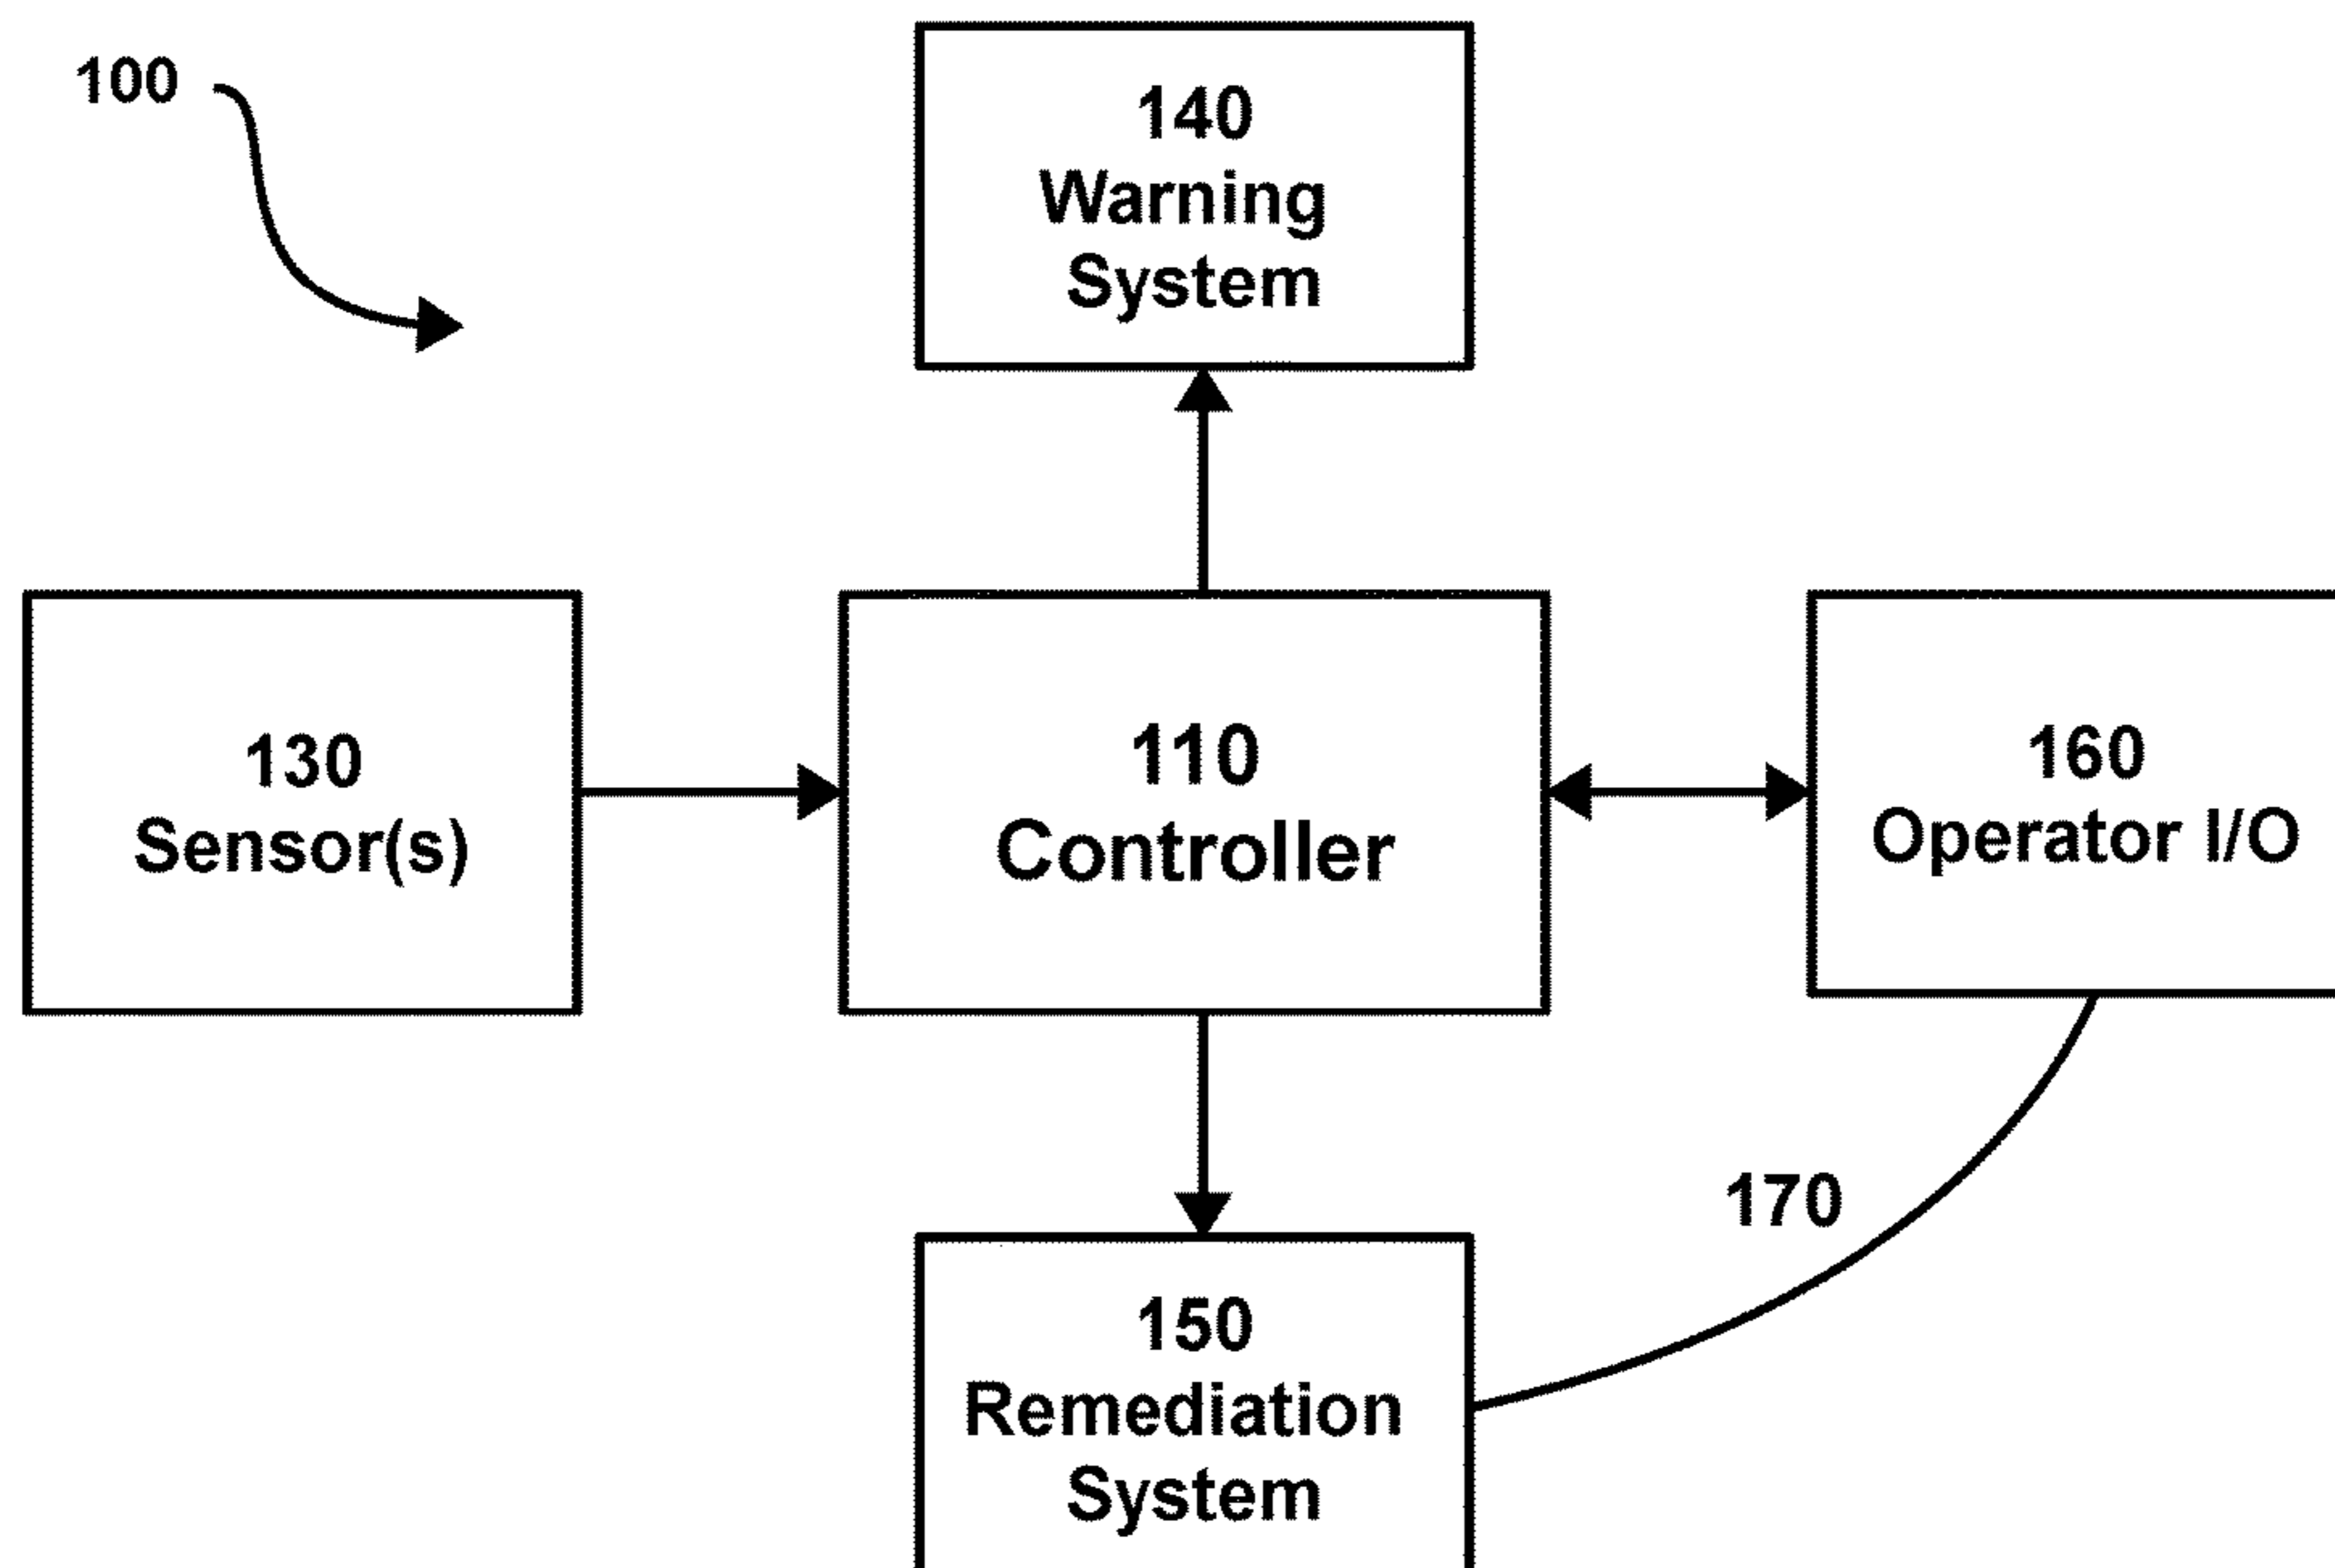 100
140
Warning
System
130
Sensor(s)
110
Controller
160
Operator I/O
170
150
Remediation
System